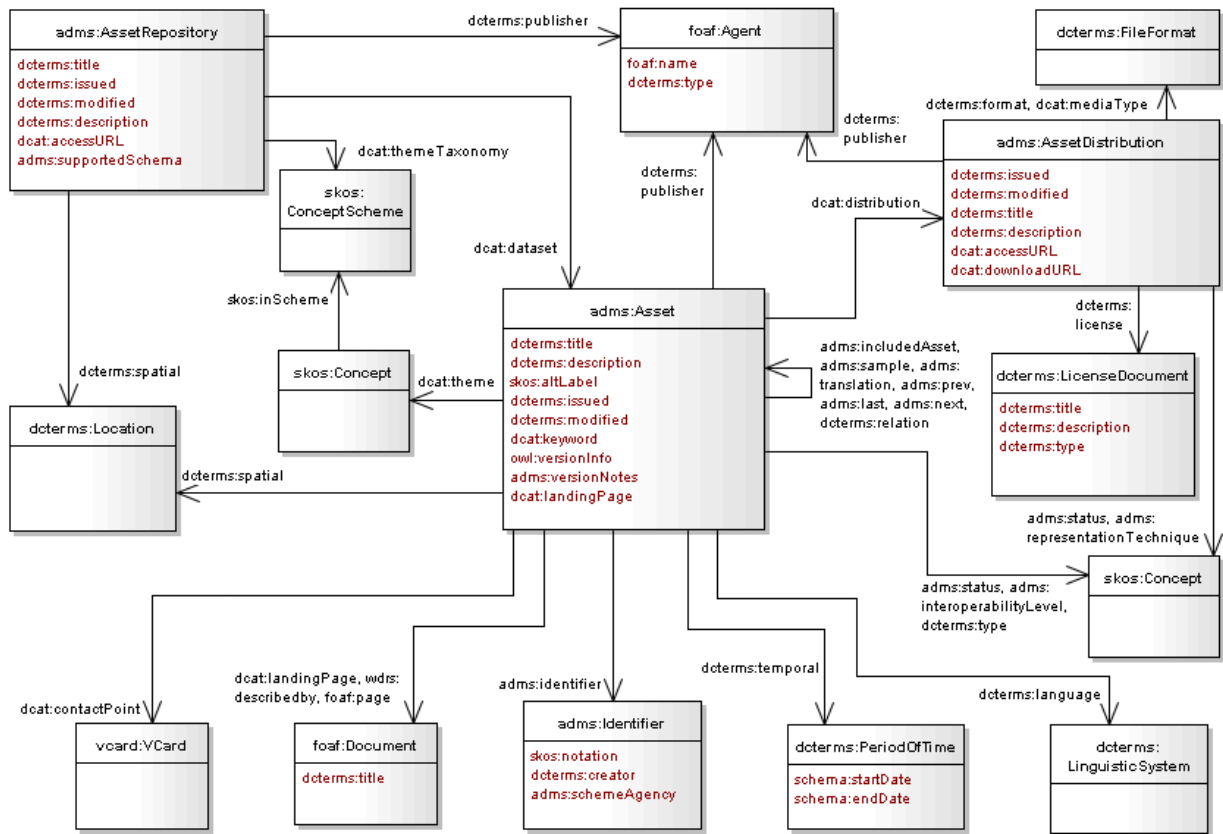 dcterms:publisher
adms:AssetRepository
dcterms:title
dcterms:issued
dcterms:modified
dcterms:description
dcat:accessURL
adms:supportedSchema
foaf:Agent
foaf:name
dcterms:type
dcterms:FileFormat
dcterms:format, dcat:mediaType
dcterms:
publisher
adms:AssetDistribution
dcterms:issued
dcterms:modified
dcterms:title
dcterms:description
dcat:accessURL
dcat:downloadURL
dcat:themeTaxonomy
skos:
ConceptScheme
dcterms:
publisher
dcat:distribution
dcat:dataset
skos:inScheme
adms:Asset
dcterms:title
dcterms:description
skos:altLabel
dcterms:issued
dcterms:modified
dcat:keyword
owl:versionInfo
adms:versionNotes
dcat:landingPage
adms:includedAsset,
adms:sample, adms:
translation, adms:prev,
adms:last, adms:next,
dcterms:relation
dcterms:
license
dcterms:LicenseDocument
dcterms:title
dcterms:description
dcterms:type
skos:Concept
dcat:theme
dcterms:spatial
dcterms:Location
dcterms:spatial
adms:status, adms:
representationTechnique
skos:Concept
adms:status, adms:
interoperabilityLevel,
dcterms:type
dcat:contactPoint
vcard:VCard
dcat:landingPage, wdrs:
describedby, foaf:page
foaf:Document
dcterms:title
adms:identifier
adms:Identifier
skos:notation
dcterms:creator
adms:schemeAgency
dcterms:temporal
dcterms:PeriodOfTime
schema:startDate
schema:endDate
dcterms:language
dcterms:
LinguisticSystem